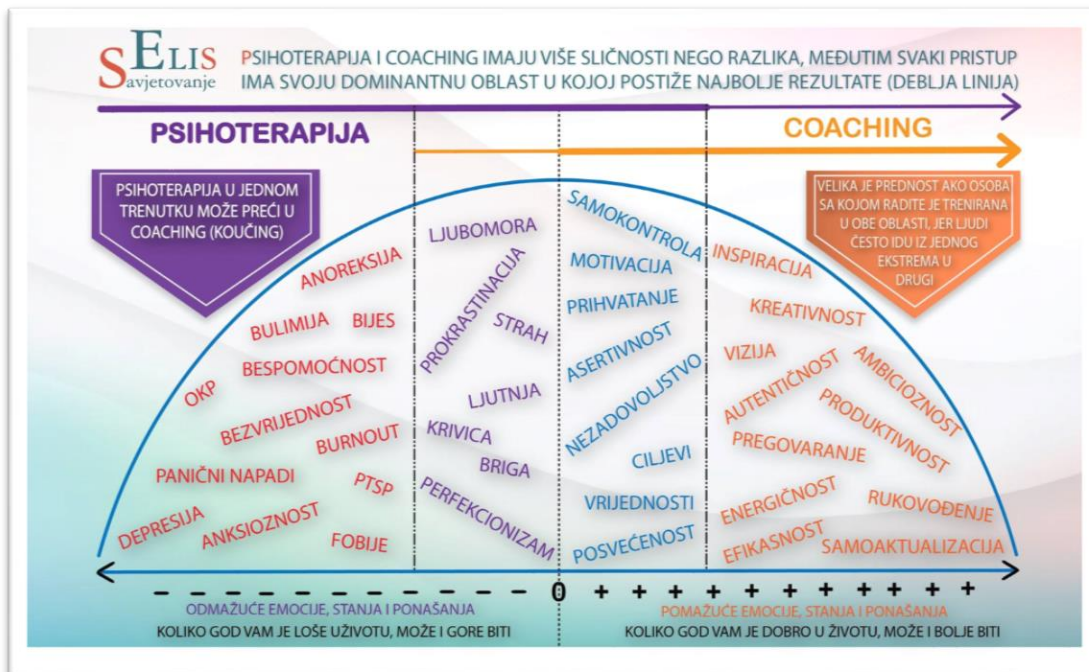 SELIS
Savjetovanje
PSIHOTERAPIJA I COACHING IMAJU VIŠE SLIČNOSTI NEGO RAZLIKA, MEĐUTIM SVAKI PRISTUP
IMA SVOJU DOMINANTNU OBLAST U KOJOJ POSTIŽE NAJBOLJE REZULTATE (DEBLJA LINIJA)
PSIHOTERAPIJA
COACHING
PSIHOTERAPIJA U JEDNOM
TRENUTKU MOŽE PREĆI U
COACHING (KOUČING)
VELIKA JE PREDNOST AKO OSOBA
SA KOJOM RADITE JE TRENIRANA
U OBE OBLASTI, JER LJUDI
ČESTO IDU IZ JEDNOG
EKSTREMA U
DRUGI
ANOREKSIJA
BULIMIJA
BIJES
BESPOMOĆNOST
OKP
BEZVRIJEDNOST
BURNOUT
PANIČNI NAPADI
PTSP
DEPRESIJA
ANKSIOZNOST
FOBIJE
LJUBOMORA
PROKRASTINACIJA
STRAH
LJUTNJA
KRIVICA
BRIGA
PERFEKCIONIZAM
SAMOKONTROLA
MOTIVACIJA
PRIHVATANJE
ASERTIVNOST
NEZADOVOLJSTVO
CILJEVI
VRIJEDNOSTI
POSVEĆENOST
INSPIRACIJA
KREATIVNOST
VIZIJA
AMBICIOZNOST
AUTENTIČNOST
PRODUKTIVNOST
PREGOVARANJE
ENERGIČNOST
RUKOVOĐENJE
EFIKASNOST
SAMOAKTUALIZACIJA
- - - - - - - - - - - - 0 + + + + + + + + + + + + +
ODMAŽUĆE EMOCIJE, STANJA I PONAŠANJA
KOLIKO GOD VAM JE LOŠE UŽIVOTU, MOŽE I GORE BITI
POMAŽUĆE EMOCIJE, STANJA I PONAŠANJA
KOLIKO GOD VAM JE DOBRO U ŽIVOTU, MOŽE I BOLJE BITI